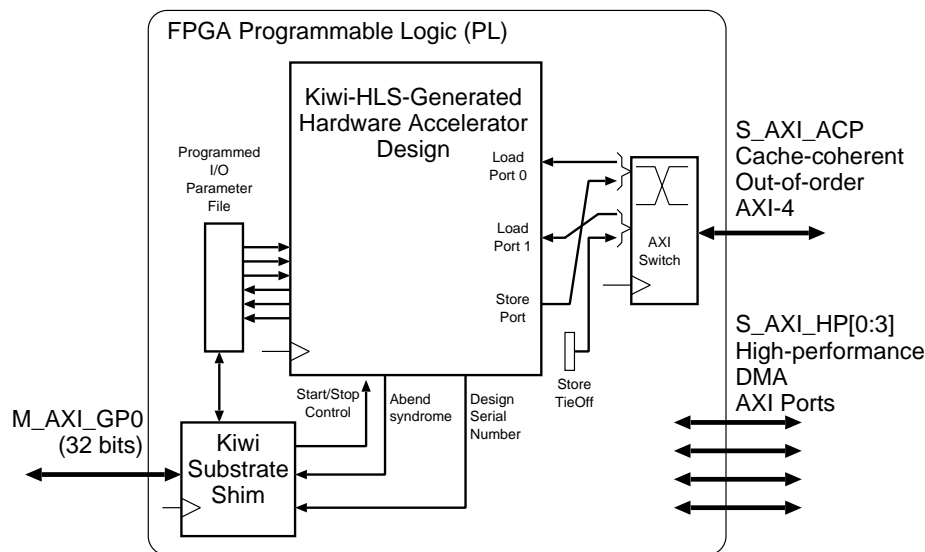 FPGA Programmable Logic (PL)
Kiwi-HLS-Generated
Hardware Accelerator
Design
Programmed
I/O
Parameter
File
Load
Port 0
Load
Port 1
Store
Port
AXI
Switch
S_AXI_ACP
Cache-coherent
Out-of-order
AXI-4
S_AXI_HP[0:3]
High-performance
DMA
AXI Ports
Store
TieOff
Start/Stop
Control
Abend
syndrome
Design
Serial
Number
M_AXI_GP0
(32 bits)
Kiwi
Substrate
Shim